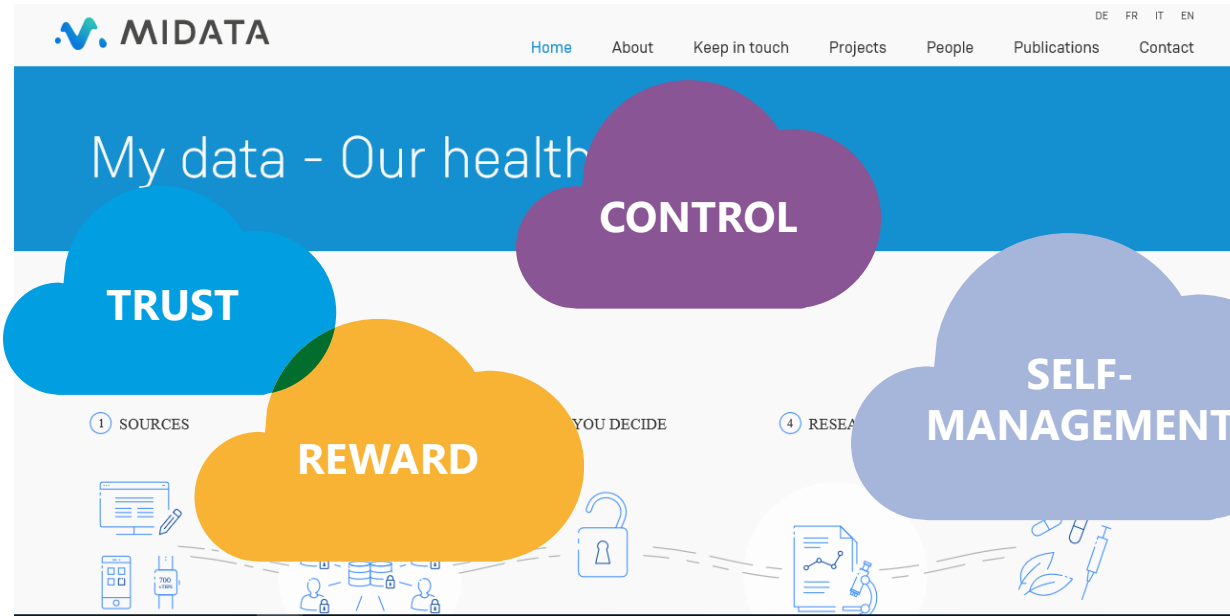 MIDATA
DE FR IT EN
Home About Keep in touch Projects People Publications Contact
My data - Our health
CONTROL
TRUST
SELF-
MANAGEMENT
REWARD
1 SOURCES
YOU DECIDE
4 RESEA
700